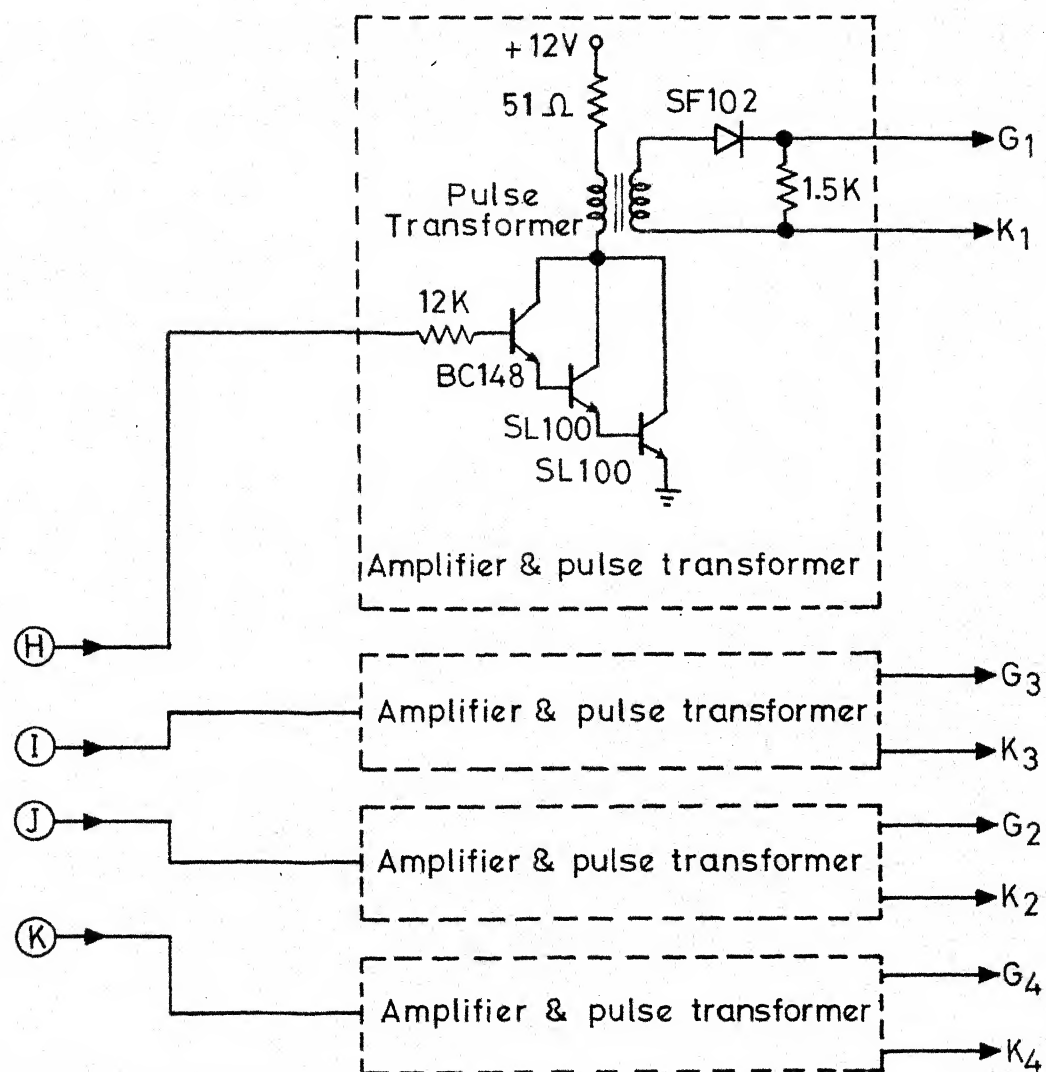 +12V
51Ω
SF102
G1
1.5K
K1
Pulse
Transformer
12K
BC148
SL100
SL100
Amplifier & pulse transformer
H
G3
Amplifier & pulse transformer
I
K3
J
G2
Amplifier & pulse transformer
K2
K
G4
Amplifier & pulse transformer
K4